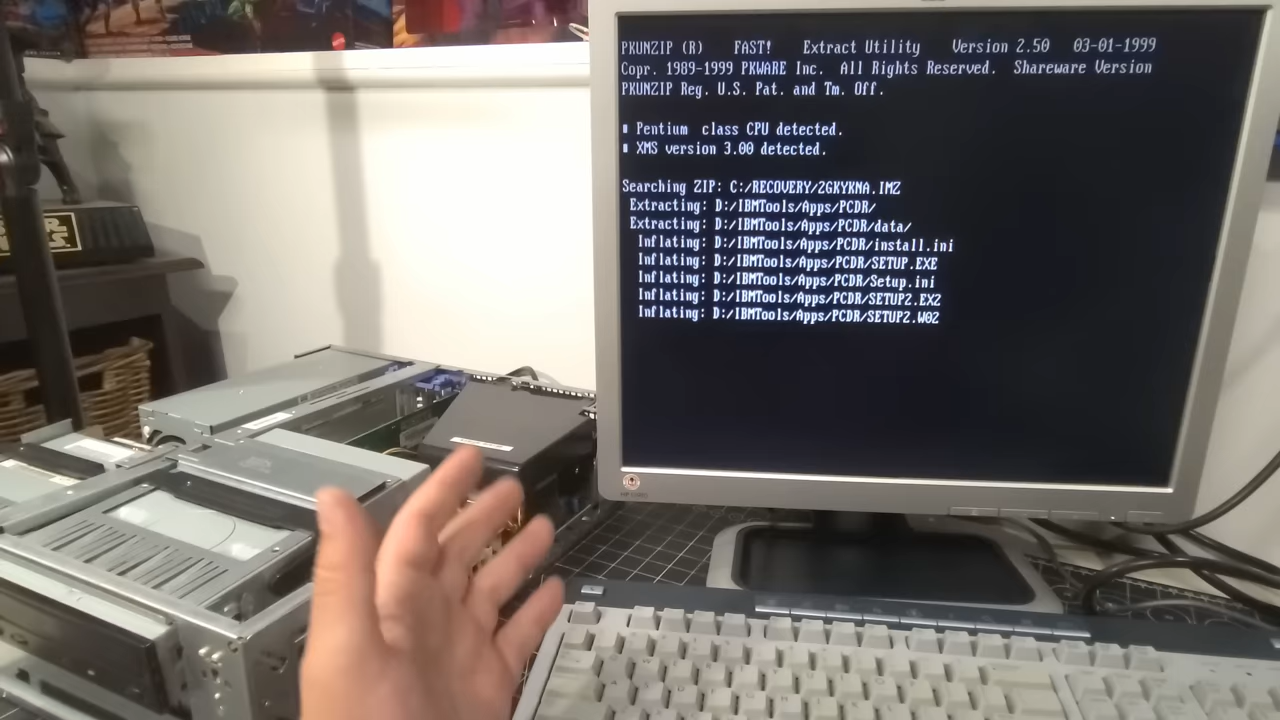 PKUNZIP (R) FAST! Extract Utility Version 2.50 03-01-1999
Copr. 1989-1999 PKWARE Inc. All Rights Reserved. Shareware Version
PKUNZIP Reg. U.S. Pat. and Tm. Off.
Pentium class CPU detected.
XMS version 3.00 detected.
Searching ZIP: C:/RECOVERY/2GKYKNA.IMZ
Extracting: D:/IBMTools/Apps/PCDR/
Extracting: D:/IBMTools/Apps/PCDR/data/
Inflating: D:/IBMTools/Apps/PCDR/install.ini
Inflating: D:/IBMTools/Apps/PCDR/SETUP.EXE
Inflating: D:/IBMTools/Apps/PCDR/Setup.ini
Inflating: D:/IBMTools/Apps/PCDR/SETUP2.EX2
Inflating: D:/IBMTools/Apps/PCDR/SETUP2.W02